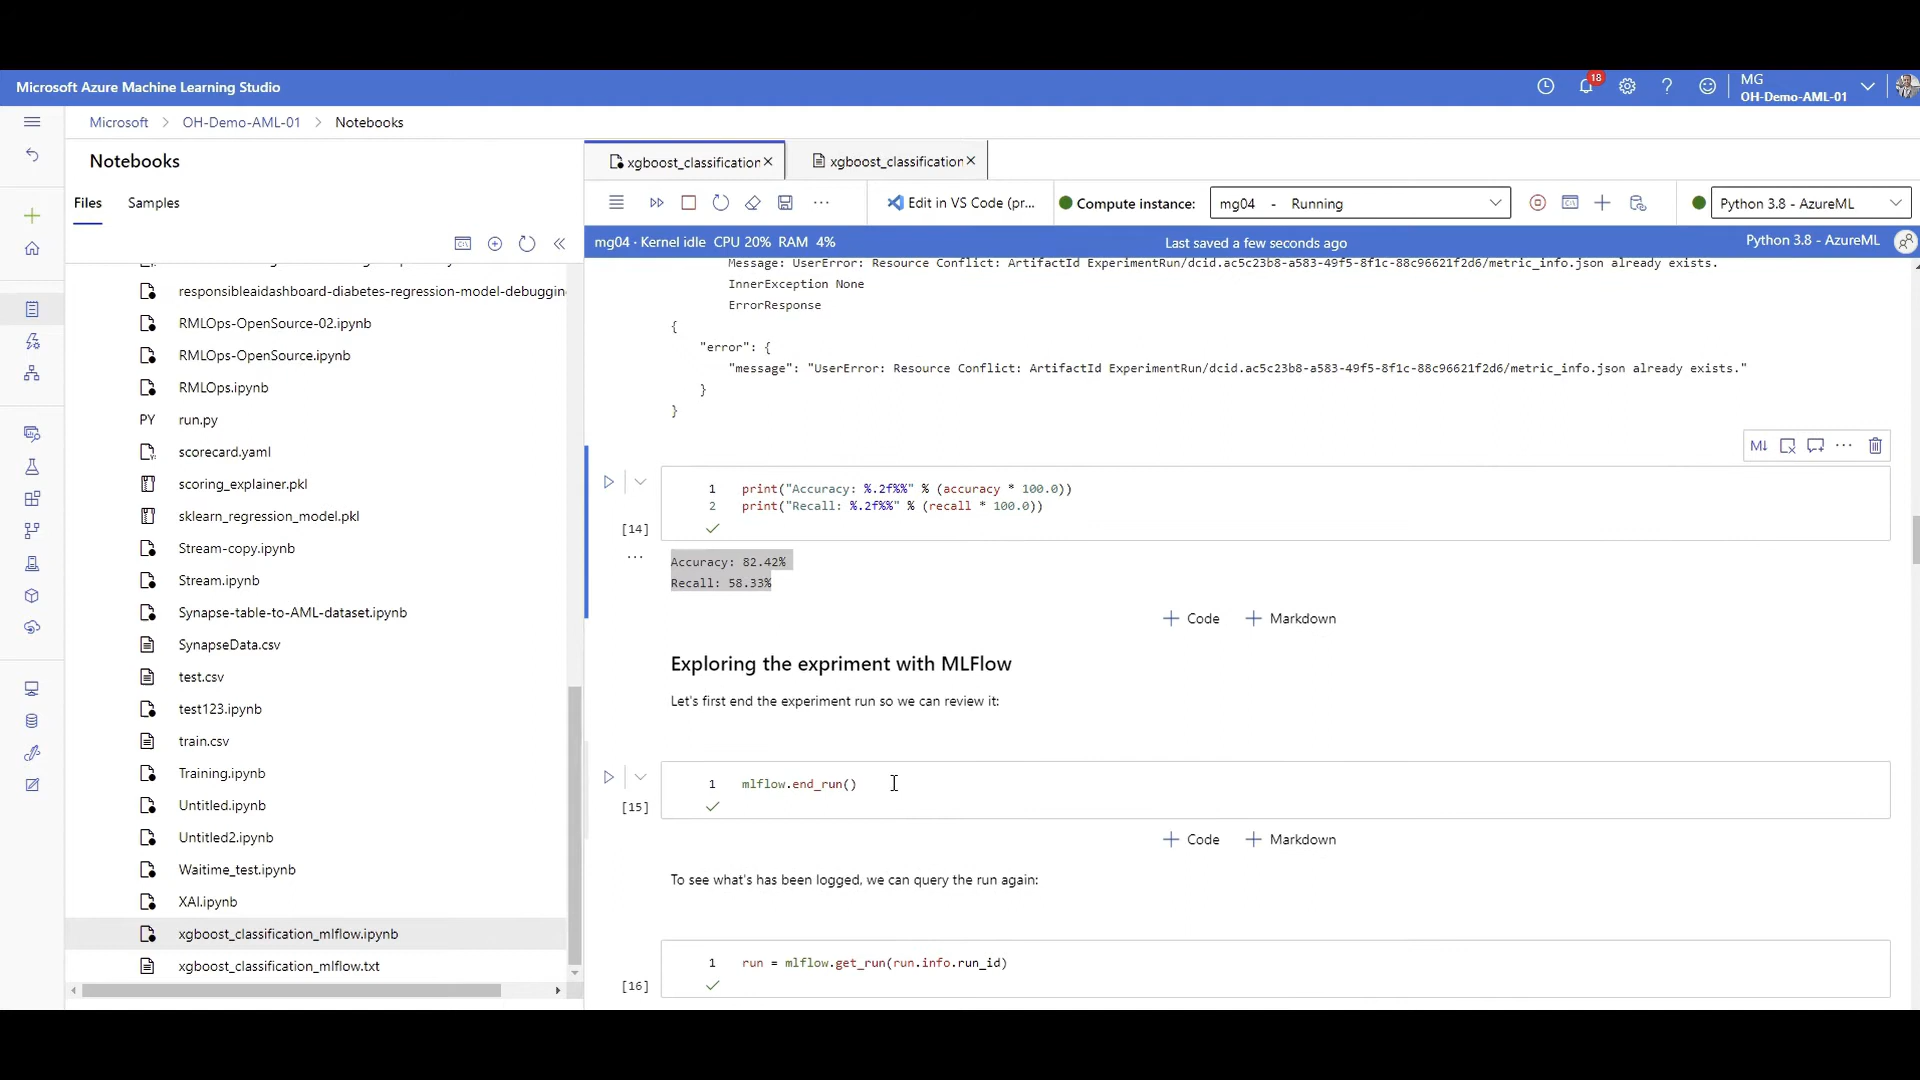 Microsoft Azure Machine Learning Studio
18
MG
OH-Demo-AML-01
Microsoft > OH-Demo-AML-01 > Notebooks
Notebooks
Files Samples
responsibleaidashboard-diabetes-regression-model-debuggin
RMLOps-OpenSource-02.ipynb
RMLOps-OpenSource.ipynb
RMLOps.ipynb
PY run.py
scorecard.yaml
scoring_explainer.pkl
sklearn_regression_model.pkl
Stream-copy.ipynb
Stream.ipynb
Synapse-table-to-AML-dataset.ipynb
SynapseData.csv
test.csv
test123.ipynb
train.csv
Training.ipynb
Untitled.ipynb
Untitled2.ipynb
Waitime_test.ipynb
XAI.ipynb
xgboost_classification_mlflow.ipynb
xgboost_classification_mlflow.txt
xgboost_classification × xgboost_classification ×
Edit in VS Code (pr... Compute instance: mg04 - Running Python 3.8 - AzureML
mg04 · Kernel idle CPU 20% RAM 4% Last saved a few seconds ago Python 3.8 - AzureML
Message: UserError: Resource Conflict: ArtifactId ExperimentRun/dcid.ac5c23b8-a583-49f5-8f1c-88c96621f2d6/metric_info.json already exists.
InnerException None
ErrorResponse
{
"error": {
"message": "UserError: Resource Conflict: ArtifactId ExperimentRun/dcid.ac5c23b8-a583-49f5-8f1c-88c96621f2d6/metric_info.json already exists."
}
}
M↓ ...
1 print("Accuracy: %.2f%%" % (accuracy * 100.0))
2 print("Recall: %.2f%%" % (recall * 100.0))
[14]
...
Accuracy: 82.42%
Recall: 58.33%
+ Code + Markdown
Exploring the expriment with MLFlow
Let's first end the experiment run so we can review it:
1 mlflow.end_run()
[15]
+ Code + Markdown
To see what's has been logged, we can query the run again:
1 run = mlflow.get_run(run.info.run_id)
[16]